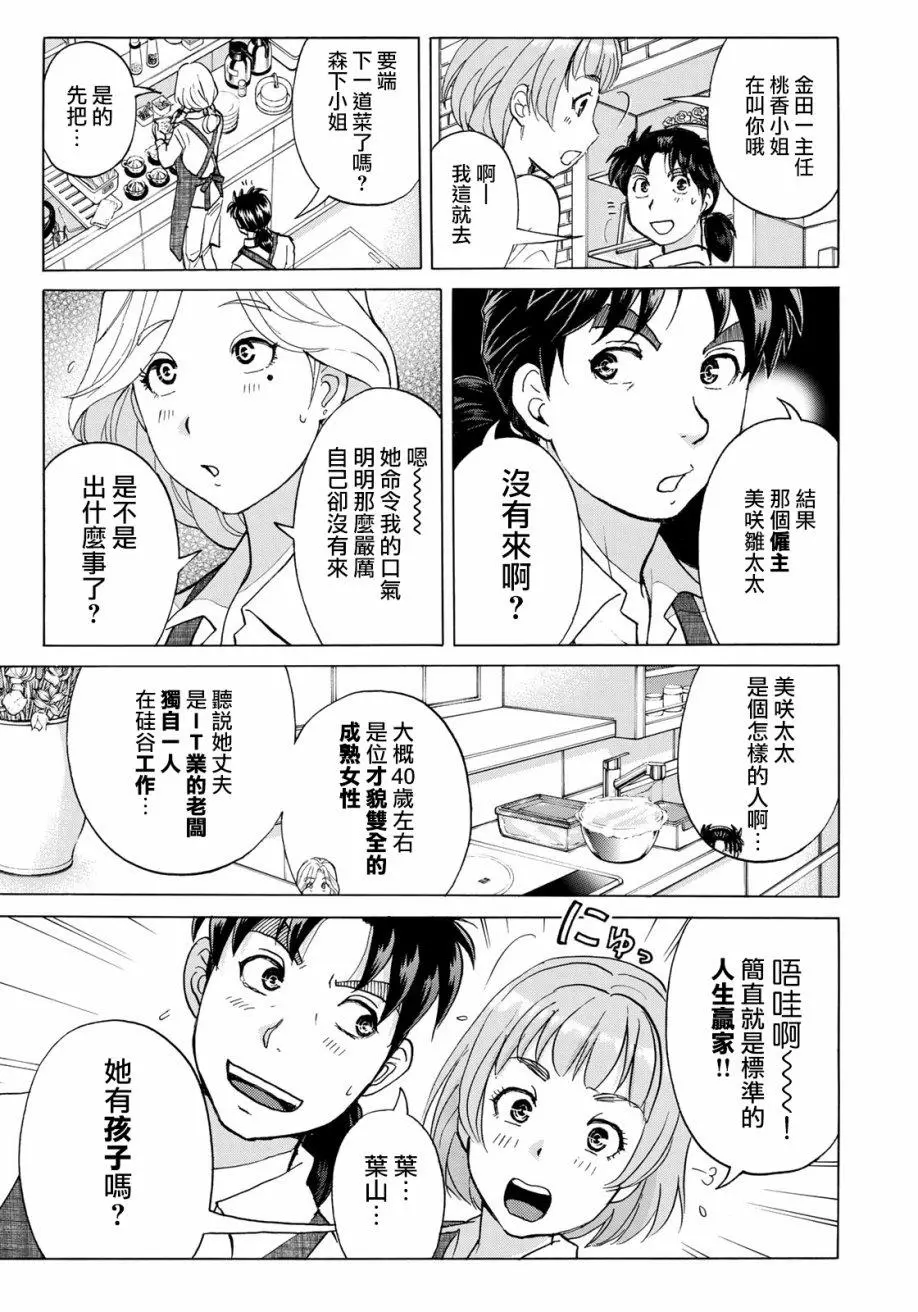 金田一主任
桃香小姐
在叫你哦
啊ー
我這就去
要端
下一道菜了嗎？
森下小姐
是的
先把…
結果
那個僱主
美咲雛太太
沒有來啊？
嗯～～～～
她命令我的口氣
明明那麼嚴厲
自己卻沒有來
是不是
出什麼事了？
美咲太太
是個怎樣的人啊…
大概40歲左右
是位才貌雙全的
成熟女性
聽説她丈夫
是IT業的老闆
獨自一人
在硅谷工作…
唔哇啊～～～！
簡直就是標準的
人生贏家!!
にゅっ
葉…
葉山…
她有孩子嗎？